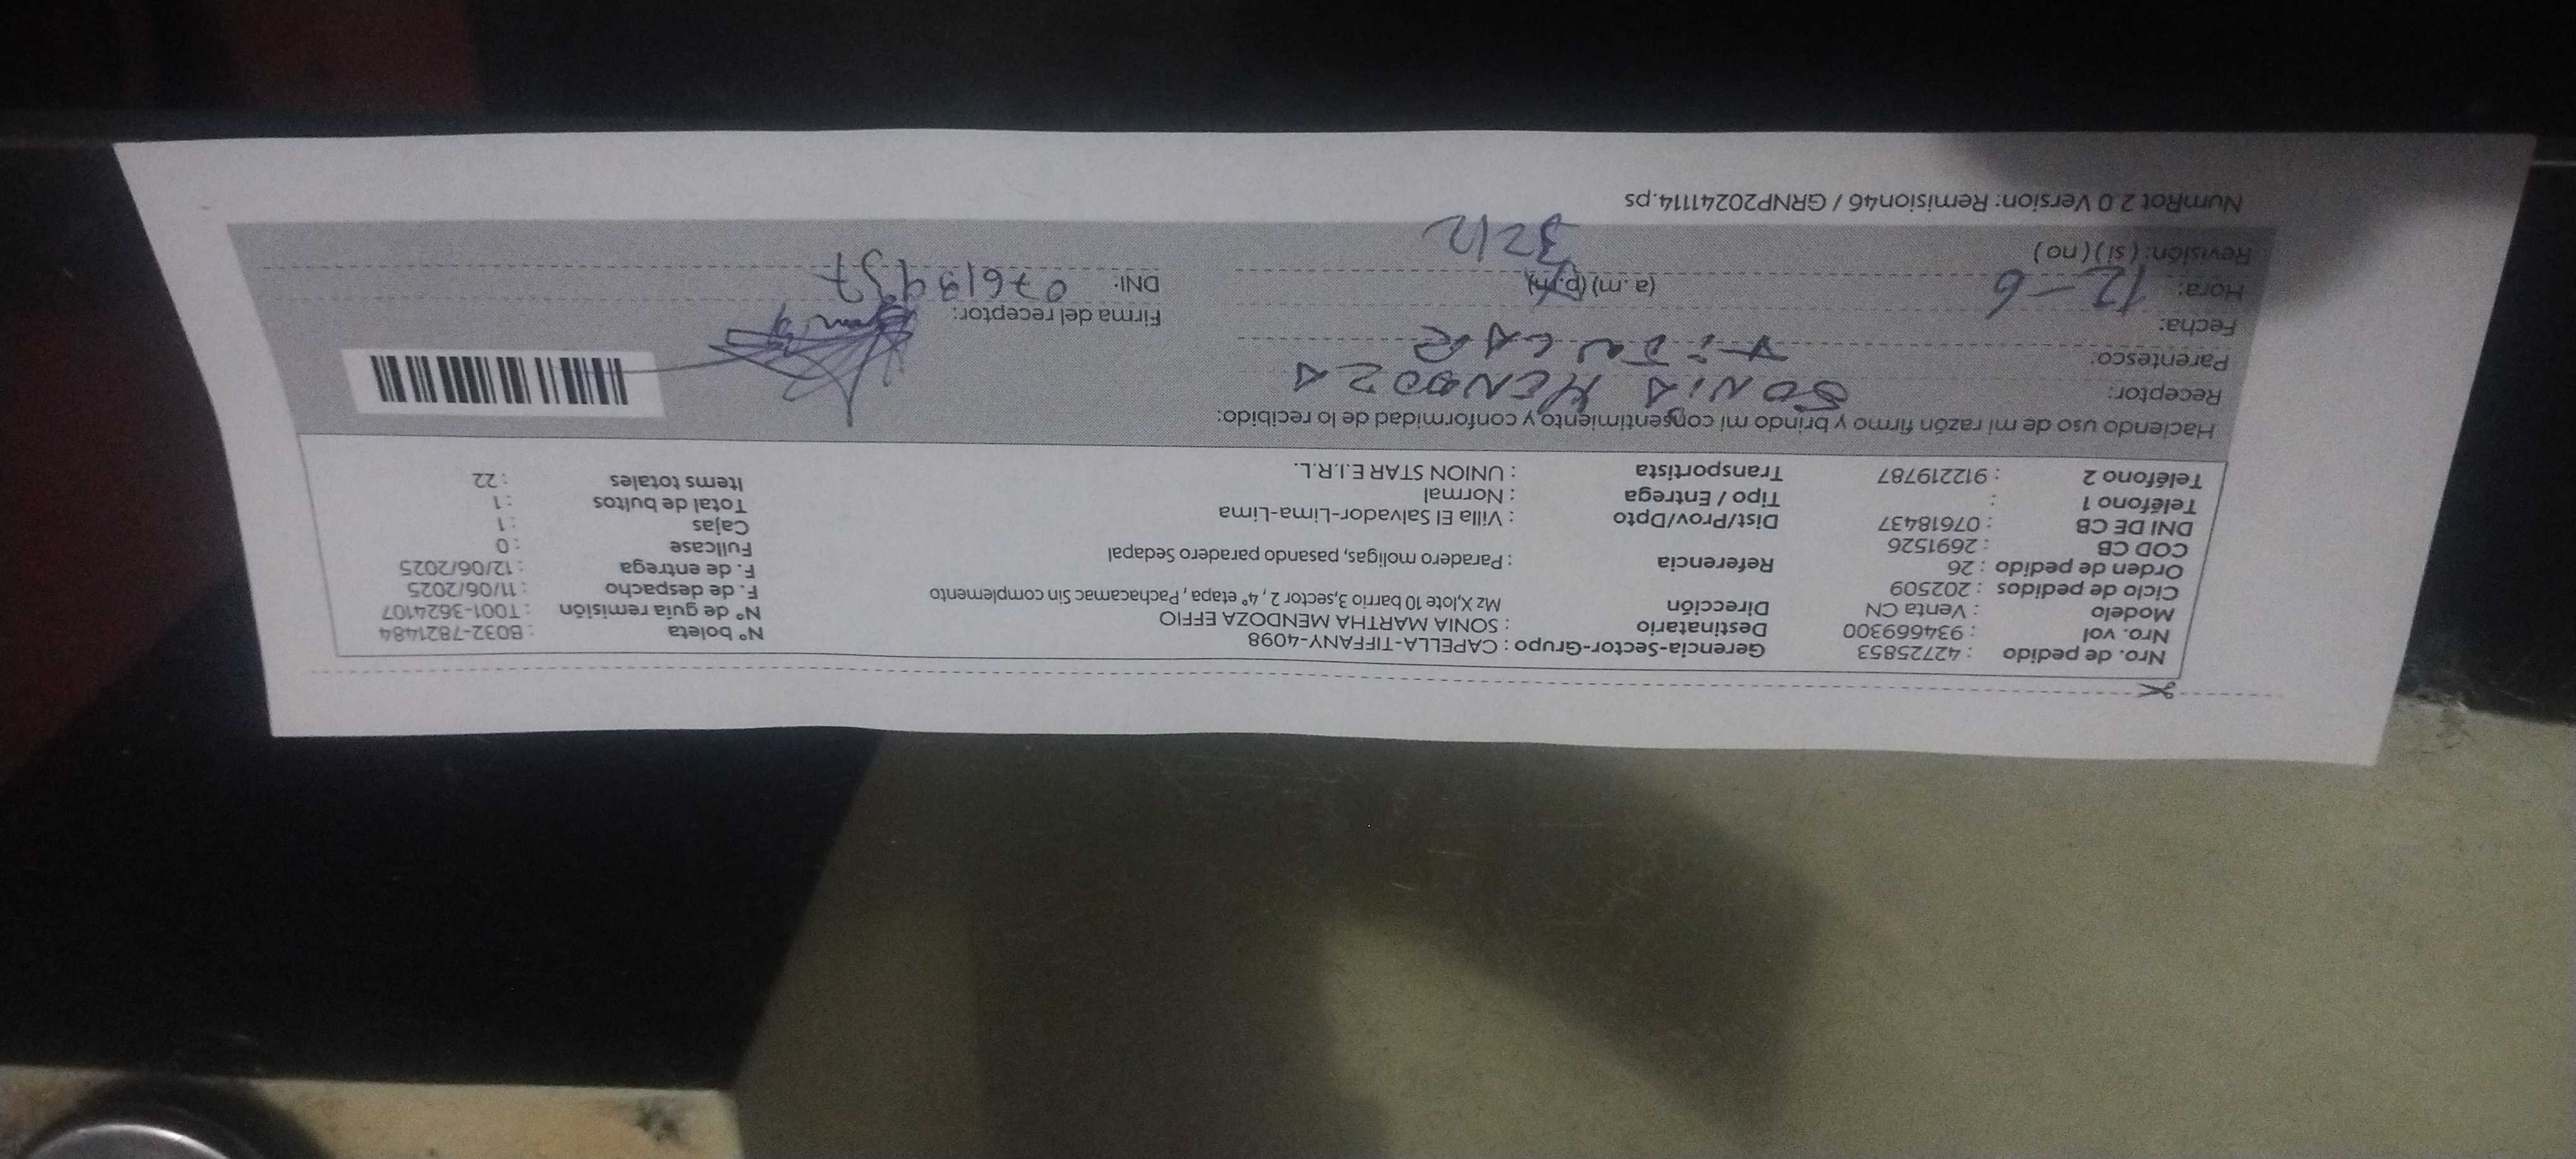 Nro. de pedido : 42725853 Gerencia-Sector-Grupo : CAPELLA-TIFFANY-4098 N° boleta : B032-7821484
Nro. vol : 934669300 Destinatario : SONIA MARTHA MENDOZA EFFIO N° de guía remisión : T001-3624107
Modelo : Venta CN Dirección Mz X,lote 10 barrio 3,sector 2 , 4° etapa , Pachacamac Sin complemento F. de despacho : 11/06/2025
Ciclo de pedidos : 202509 F. de entrega : 12/06/2025
Orden de pedido : 26 Referencia : Paradero moligas, pasando paradero Sedapal Fullcase : 0
COD CB : 2691526 Cajas : 1
DNI DE CB : 07618437 Dist/Prov/Dpto : Villa El Salvador-Lima-Lima Total de bultos : 1
Teléfono 1 : Tipo / Entrega : Normal Items totales : 22
Teléfono 2 : 912219787 Transportista : UNION STAR E.I.R.L.
Haciendo uso de mi razón firmo y brindo mi consentimiento y conformidad de lo recibido:
Receptor: SONIA MENDOZA
Parentesco:
Fecha: 12-6 Firma del receptor:
Hora: (a.m) (p.m) DNI:
Revisión: ( si ) ( no )
NumRot 2.0 Version: Remision46 / GRNP20241114.ps